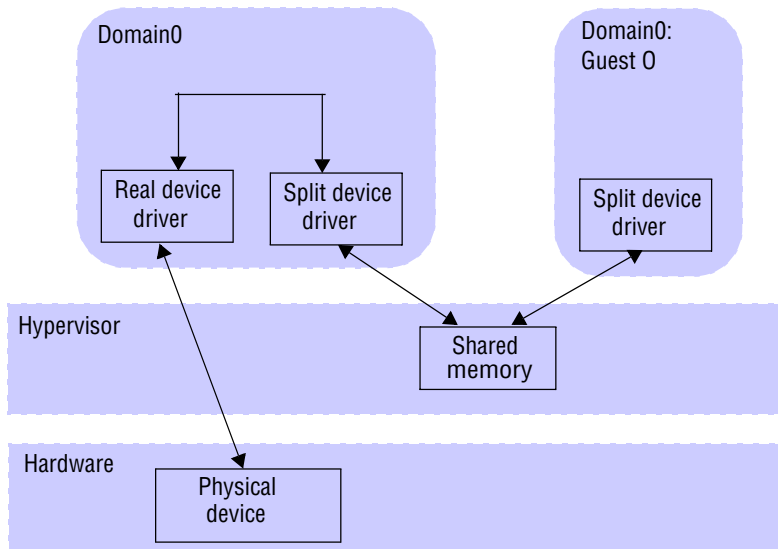 Domain0
Domain0:
Guest O
Real device
driver
Split device
driver
Split device
driver
Hypervisor
Shared
memory
Hardware
Physical
device